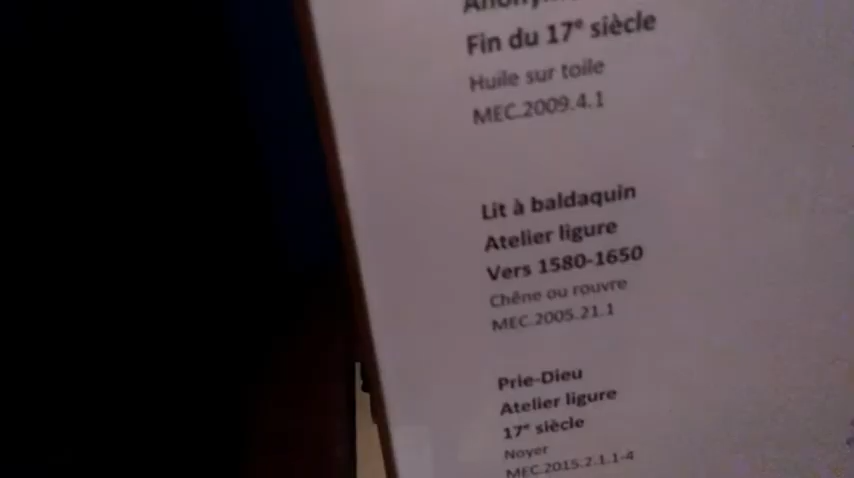 Fin du 17e siècle
Huile sur toile
MEC.2009.4.1
Lit à baldaquin
Atelier ligure
Vers 1580-1650
Chêne ou rouvre
MEC.2005.21.1
Prie-Dieu
Atelier ligure
17e siècle
Noyer
MEC.2015.2.1.1-4